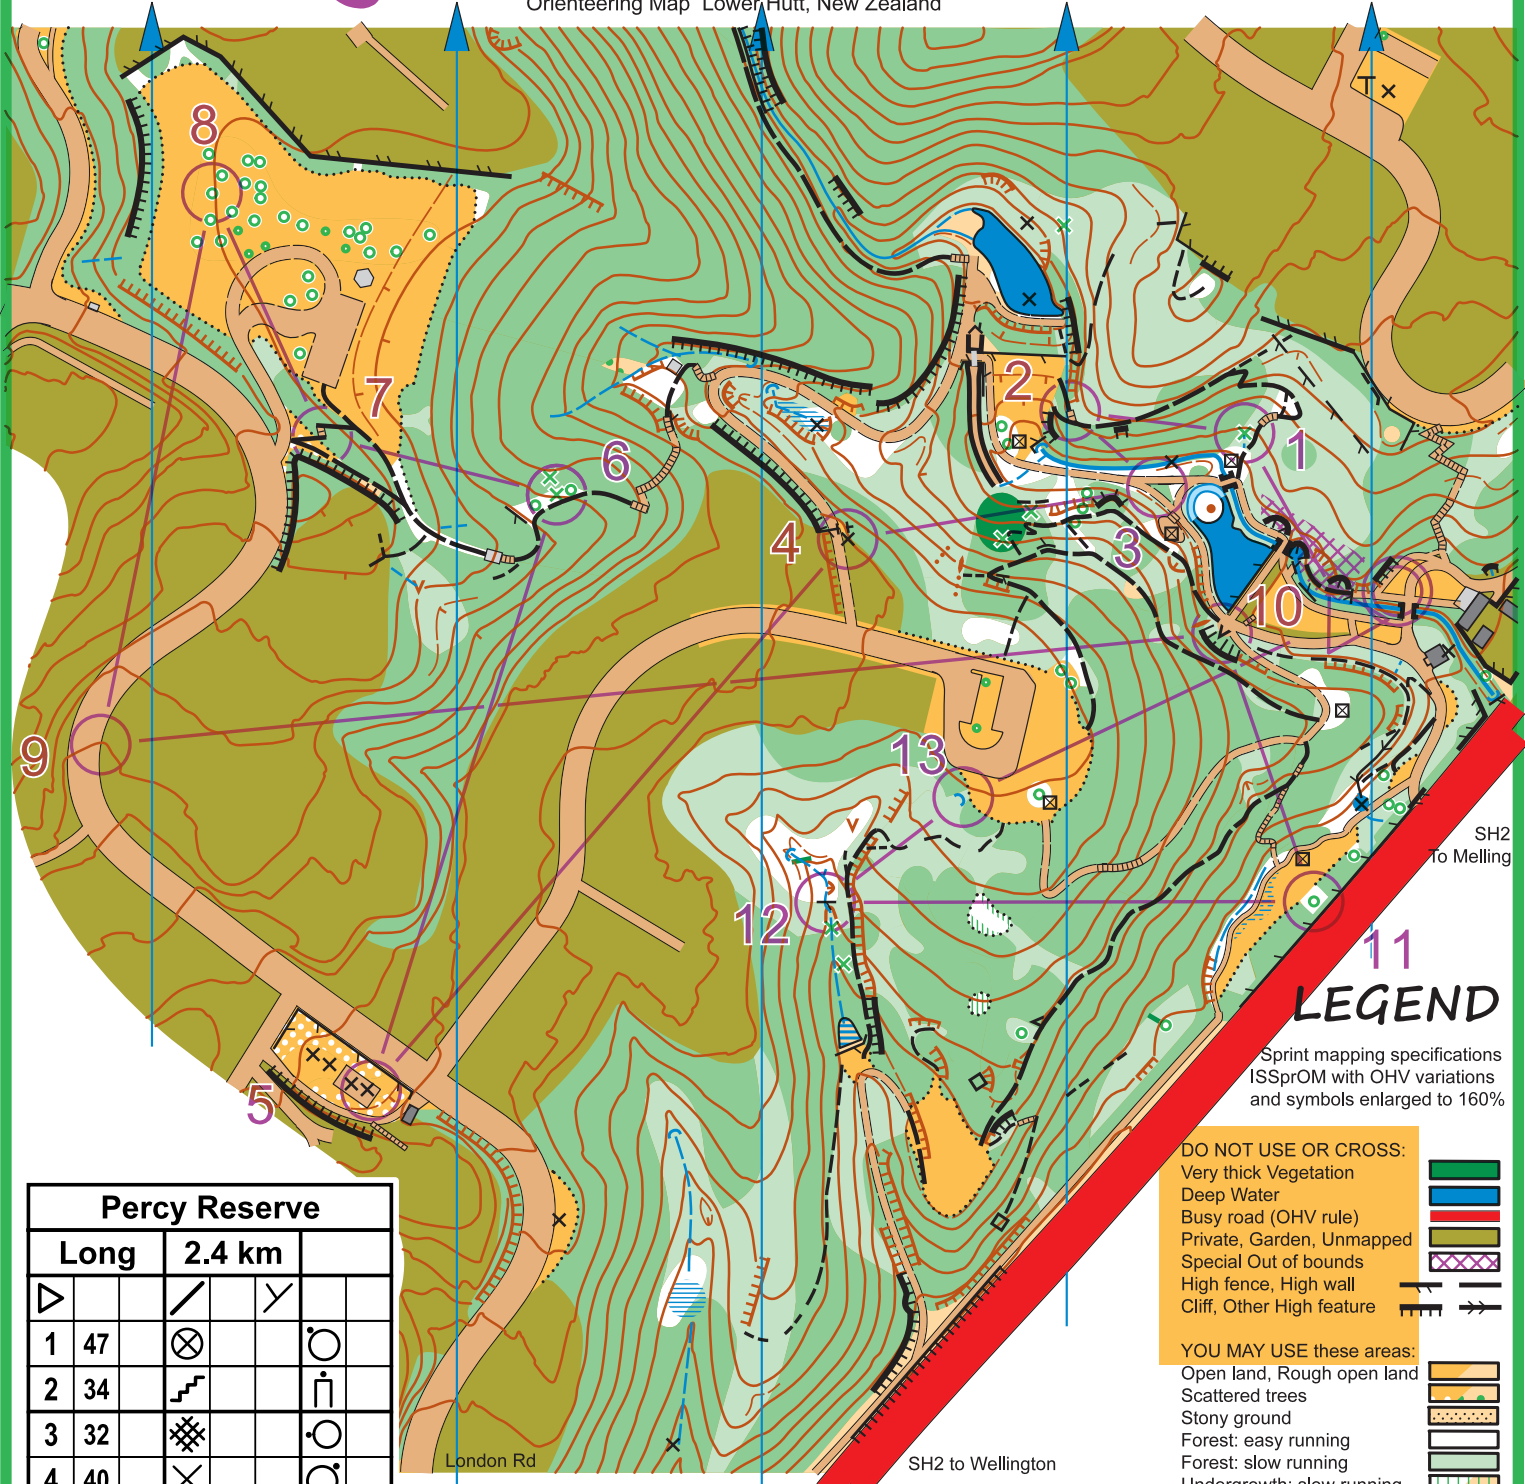 Orienteering Map Lower Hutt, New Zealand
8
T
7
2
1
6
4
3
10
9
13
12
11
5
SH2
To Melling
LEGEND
Sprint mapping specifications
ISSprOM with OHV variations
and symbols enlarged to 160%
DO NOT USE OR CROSS:
Very thick Vegetation
Deep Water
Busy road (OHV rule)
Private, Garden, Unmapped
Special Out of bounds
High fence, High wall
Cliff, Other High feature
YOU MAY USE these areas:
Open land, Rough open land
Scattered trees
Stony ground
Forest: easy running
Forest: slow running
Undergrowth: slow running
Percy Reserve
Long 2.4 km
1 47
2 34
3 32
4 40
London Rd
SH2 to Wellington